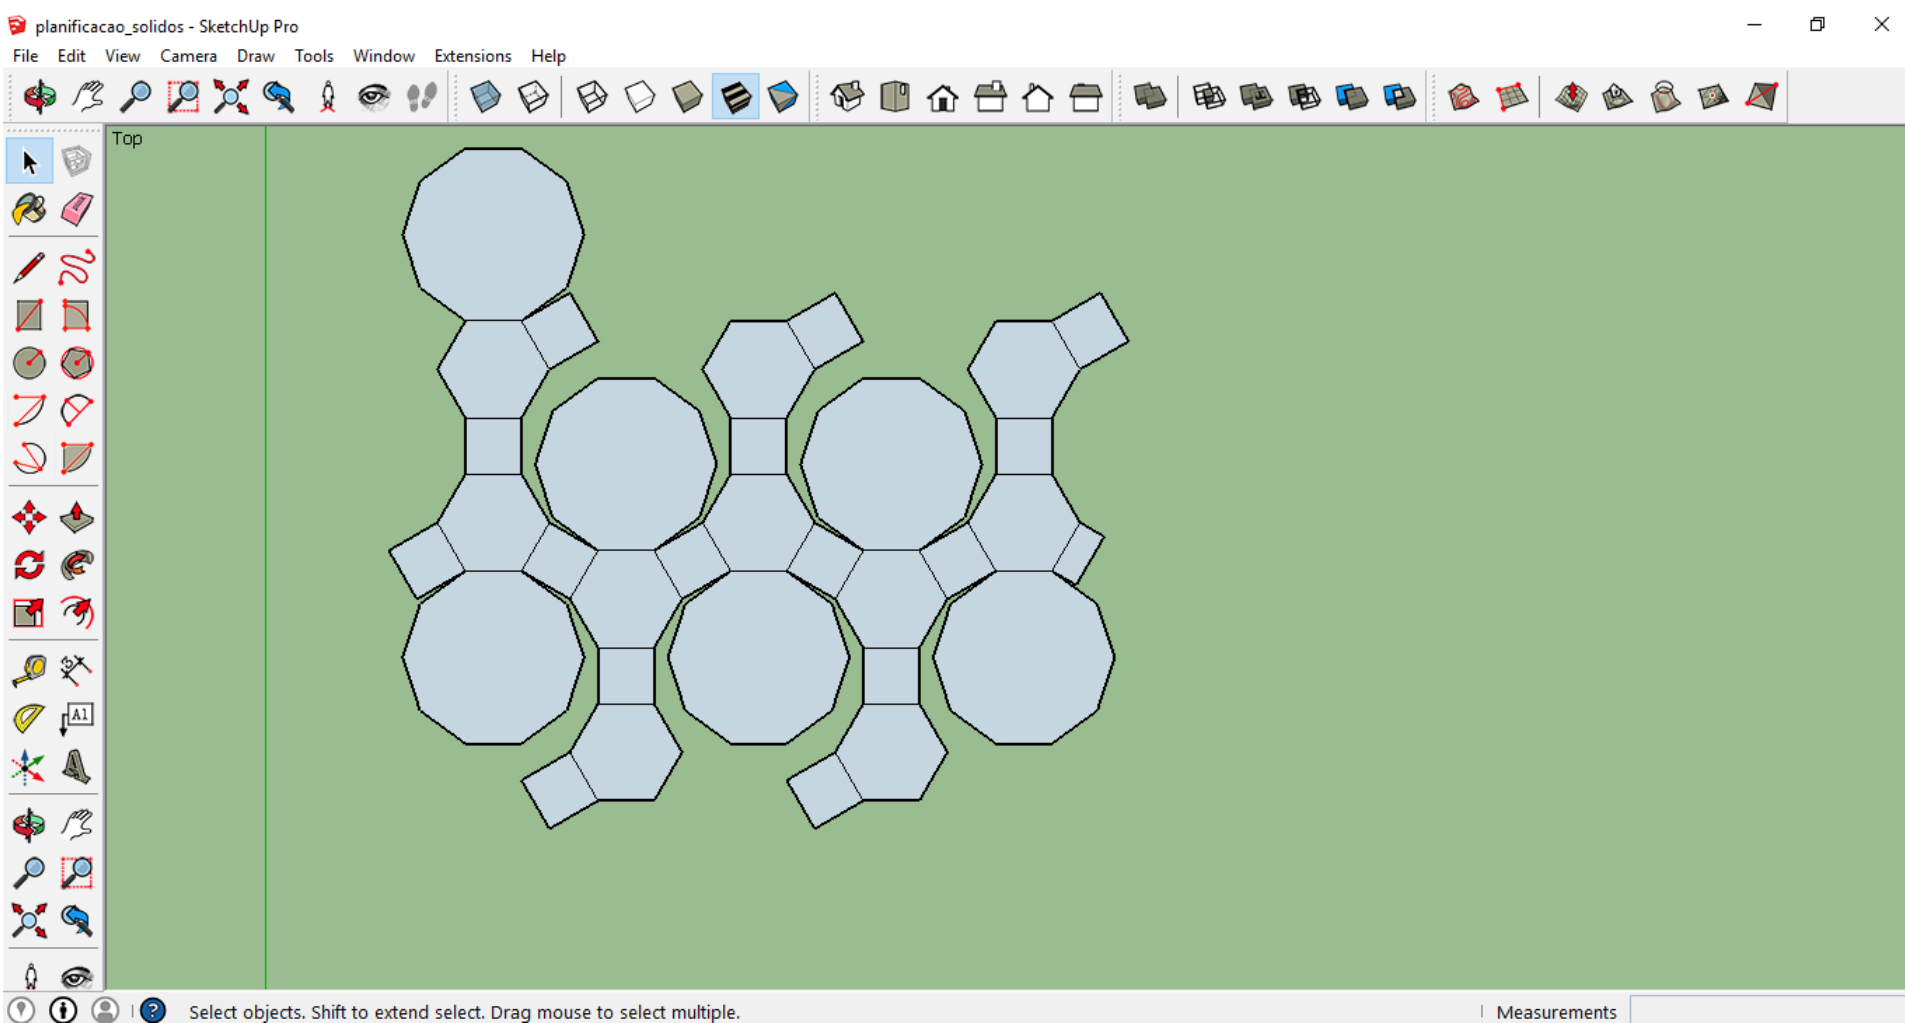 planificacao_solidos - SketchUp Pro
File Edit View Camera Draw Tools Window Extensions Help
Top
A1
Select objects. Shift to extend select. Drag mouse to select multiple.
Measurements